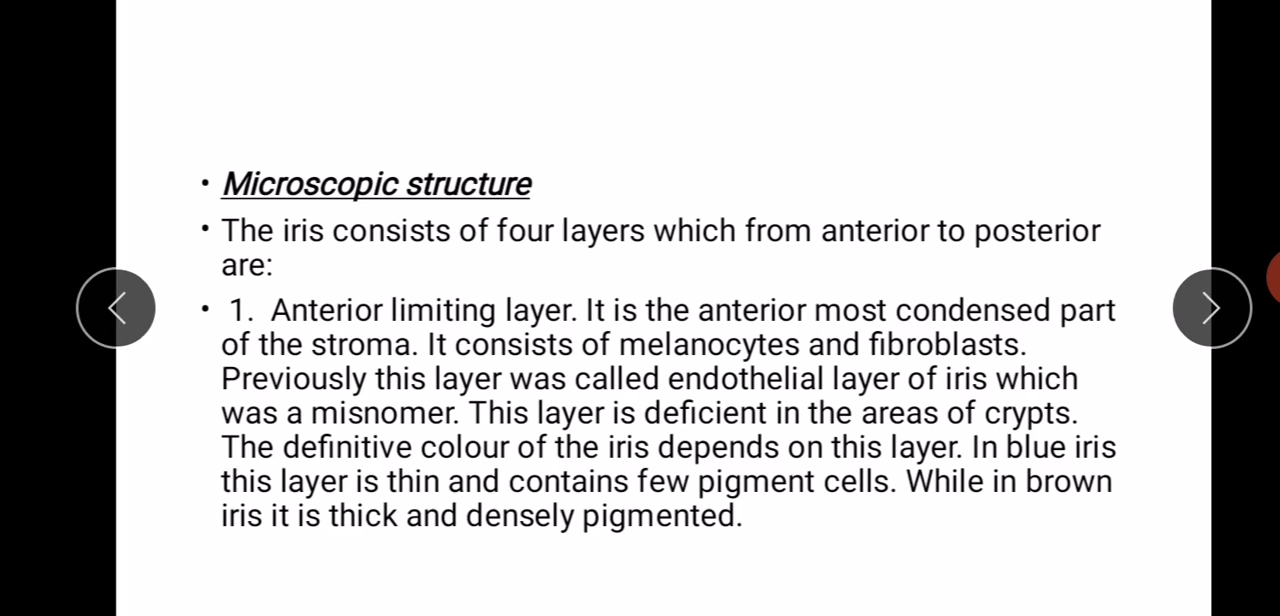 • Microscopic structure
• The iris consists of four layers which from anterior to posterior
are:
• 1. Anterior limiting layer. It is the anterior most condensed part
of the stroma. It consists of melanocytes and fibroblasts.
Previously this layer was called endothelial layer of iris which
was a misnomer. This layer is deficient in the areas of crypts.
The definitive colour of the iris depends on this layer. In blue iris
this layer is thin and contains few pigment cells. While in brown
iris it is thick and densely pigmented.